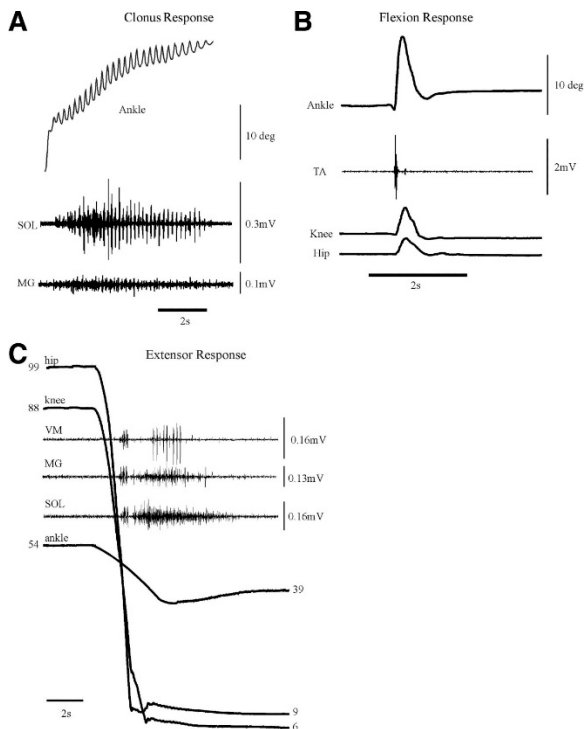 A
Clonus Response
Ankle
10 deg
SOL
0.3mV
MG
0.1mV
2s
B
Flexion Response
Ankle
10 deg
TA
2mV
Knee
Hip
2s
C
Extensor Response
99 hip
88 knee
VM
0.16mV
MG
0.13mV
SOL
0.16mV
54 ankle
39
9
6
2s